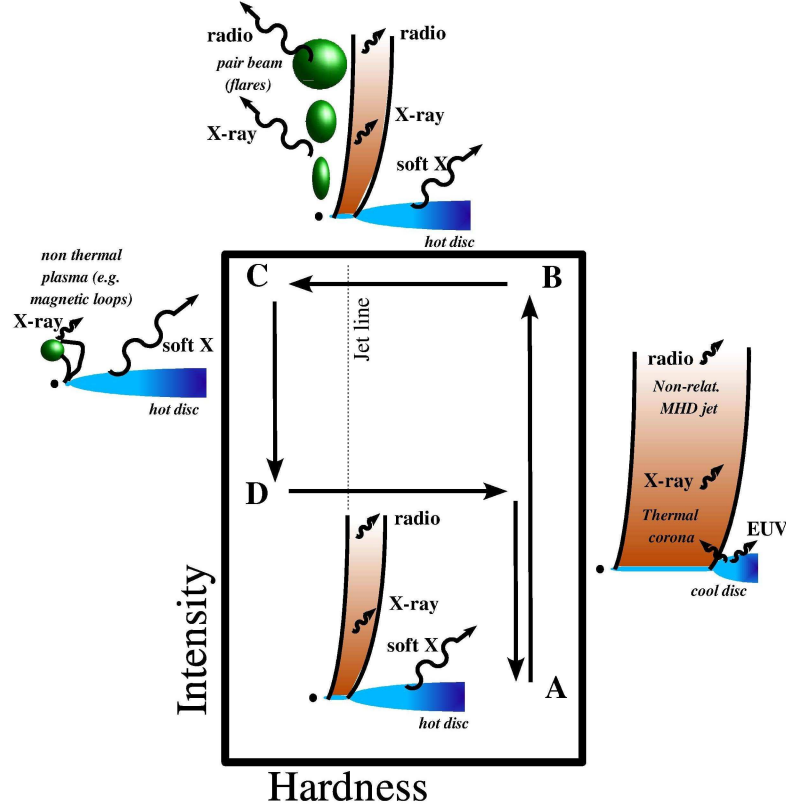 radio
pair beam
(flares)
X-ray
radio
X-ray
soft X
hot disc
non thermal
plasma (e.g.
magnetic loops)
X-ray
soft X
hot disc
C
B
Jet line
D
A
radio
X-ray
soft X
hot disc
radio
Non-relat.
MHD jet
X-ray
Thermal
corona
EUV
cool disc
Intensity
Hardness